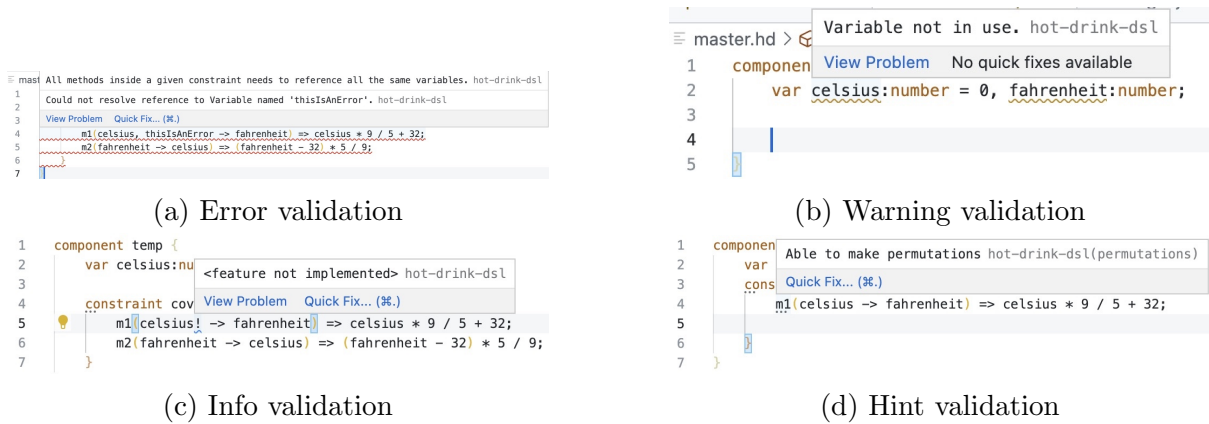 mast
All methods inside a given constraint needs to reference all the same variables. hot-drink-dsl
1
Could not resolve reference to Variable named 'thisIsAnError'. hot-drink-dsl
2
3 View Problem Quick Fix... (⌘.)
4 m1(celsius, thisIsAnError -> fahrenheit) => celsius * 9 / 5 + 32;
5 m2(fahrenheit -> celsius) => (fahrenheit - 32) * 5 / 9;
6 }
7
(a) Error validation
Variable not in use. hot-drink-dsl
master.hd >
View Problem No quick fixes available
1 componen
2 var celsius:number = 0, fahrenheit:number;
3
4
5 }
(b) Warning validation
1 component temp {
2 var celsius:nu
<feature not implemented> hot-drink-dsl
3
View Problem Quick Fix... (⌘.)
4 constraint cov
5 m1(celsius! -> fahrenheit) => celsius * 9 / 5 + 32;
6 m2(fahrenheit -> celsius) => (fahrenheit - 32) * 5 / 9;
7 }
(c) Info validation
1 componen
Able to make permutations hot-drink-dsl(permutations)
2 var
Quick Fix... (⌘.)
3 cons
4 m1(celsius -> fahrenheit) => celsius * 9 / 5 + 32;
5
6 }
7 }
(d) Hint validation